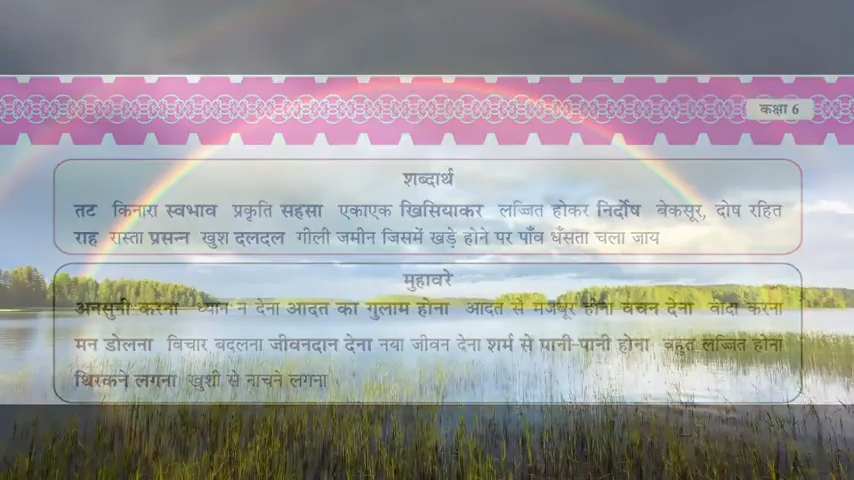 कक्षा 6
शब्दार्थ
तट किनारा स्वभाव प्रकृति सहसा एकाएक खिसियाकर लज्जित होकर निर्दोष बेकसूर, दोष रहित
राह रास्ता प्रसन्न खुश दलदल गीली जमीन जिसमें खड़े होने पर पाँव धँसता चला जाय
मुहावरे
अनसुनी करना ध्यान न देना आदत का गुलाम होना आदत से मजबूर होना वचन देना वादा करना
मन डोलना विचार बदलना जीवनदान देना नया जीवन देना शर्म से पानी-पानी होना बहुत लज्जित होना
थिरकने लगना खुशी से नाचने लगना